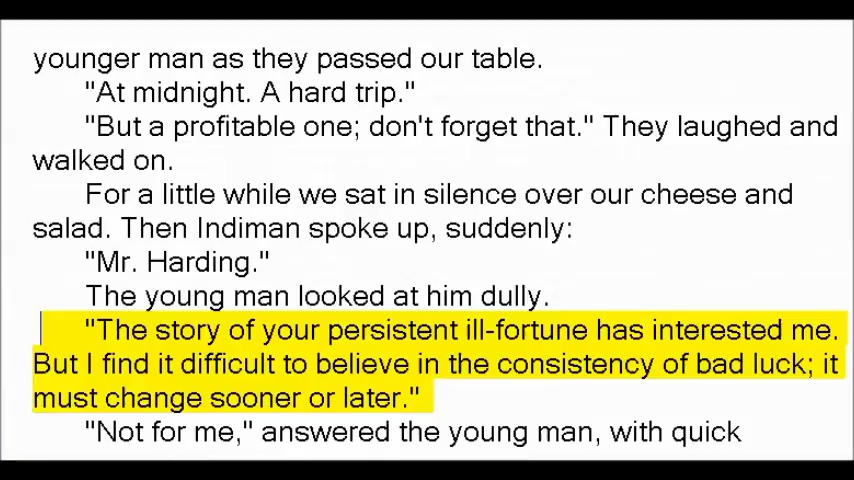 younger man as they passed our table.
"At midnight. A hard trip."
"But a profitable one; don't forget that." They laughed and
walked on.
For a little while we sat in silence over our cheese and
salad. Then Indiman spoke up, suddenly:
"Mr. Harding."
The young man looked at him dully.
"The story of your persistent ill-fortune has interested me.
But I find it difficult to believe in the consistency of bad luck; it
must change sooner or later."
"Not for me," answered the young man, with quick